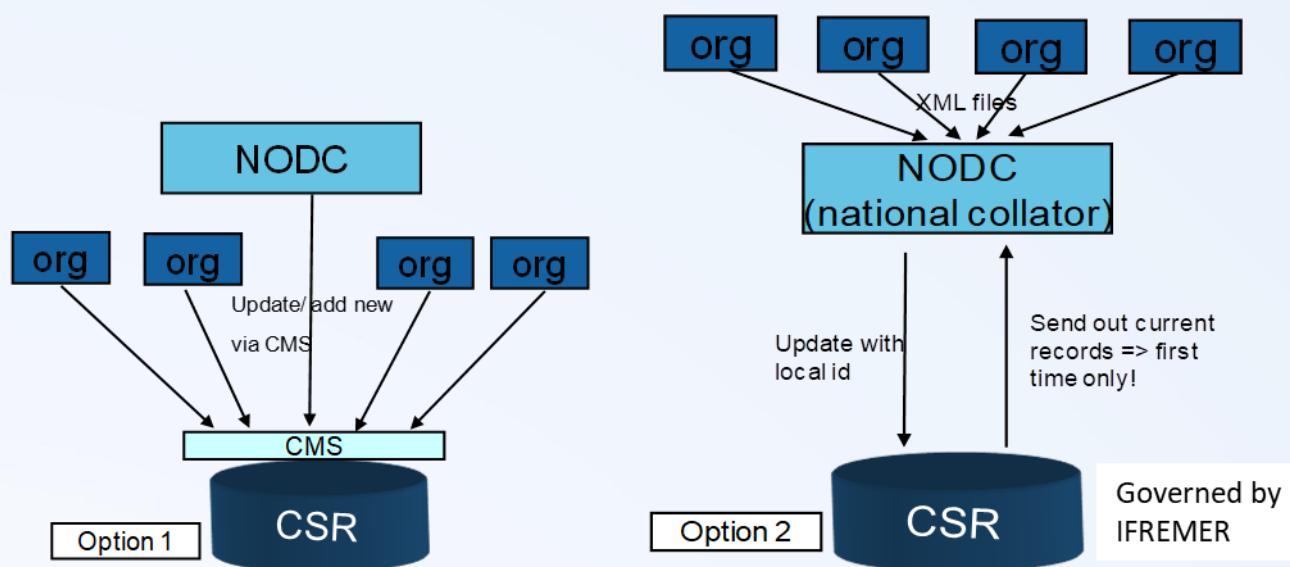 NODC
org
org
org
org
Update/ add new
via CMS
CMS
CSR
Option 1
org
org
org
org
XML files
NODC
(national collator)
Update with
local id
Send out current
records => first
time only!
CSR
Option 2
Governed by
IFREMER